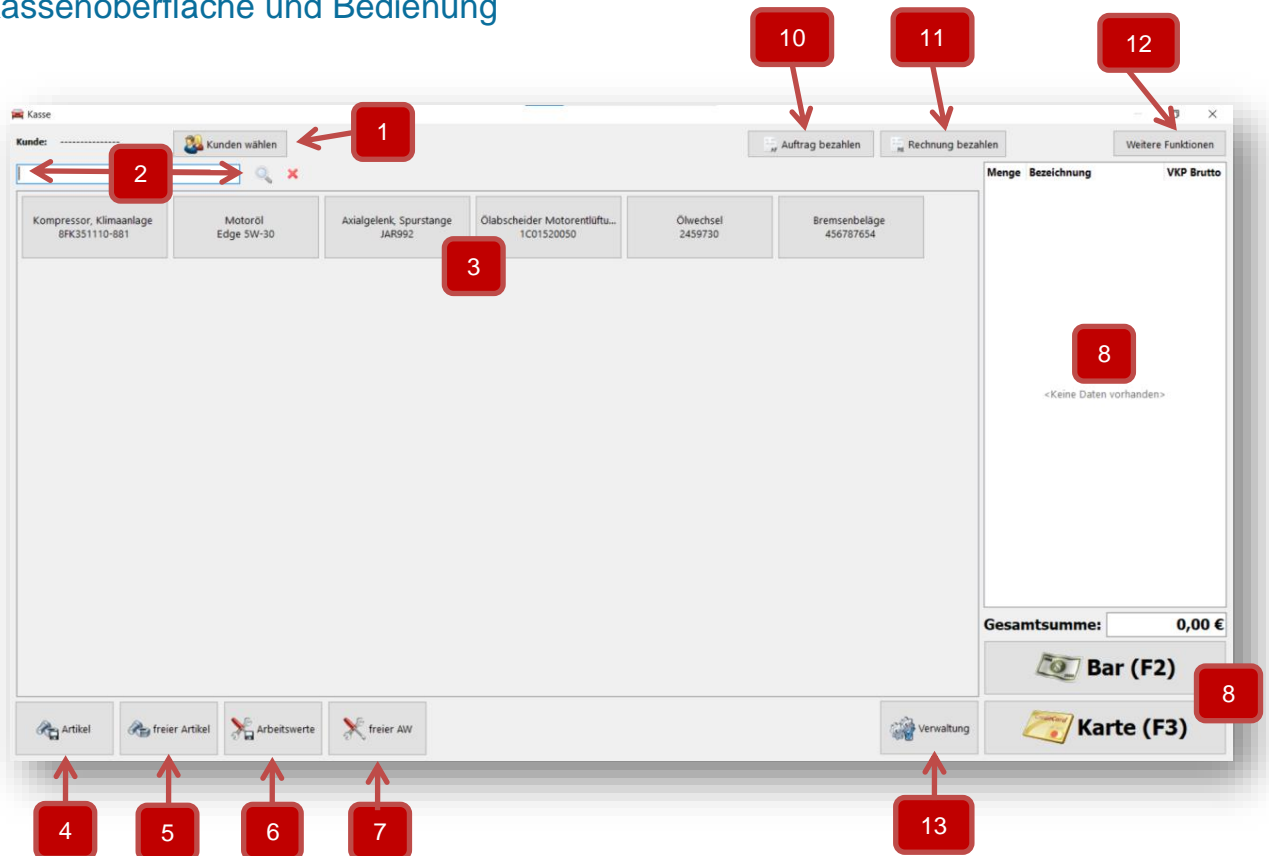 assenoberfläche und Bedienung
10
11
12
Kasse
Kunde: ---------------
Kunden wählen
1
Auftrag bezahlen
Rechnung bezahlen
Weitere Funktionen
2
Menge Bezeichnung VKP Brutto
Kompressor, Klimaanlage
8FK351110-881
Motoröl
Edge 5W-30
Axialgelenk, Spurstange
JAR992
Ölabscheider Motorentlüftu...
1C01520050
Ölwechsel
2459730
Bremsenbeläge
456787654
3
8
<Keine Daten vorhanden>
Gesamtsumme: 0,00 €
Bar (F2)
8
Karte (F3)
Artikel
freier Artikel
Arbeitswerte
freier AW
Verwaltung
4
5
6
7
13